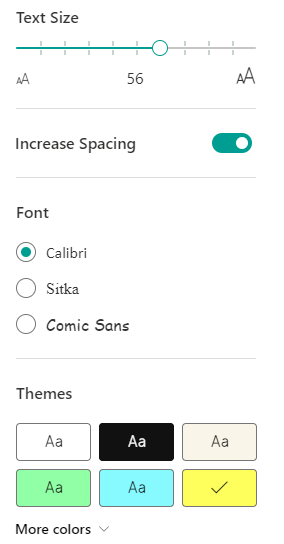 Text Size
AA 56 AA
Increase Spacing
Font
Calibri
Sitka
Comic Sans
Themes
Aa Aa Aa
Aa Aa
More colors